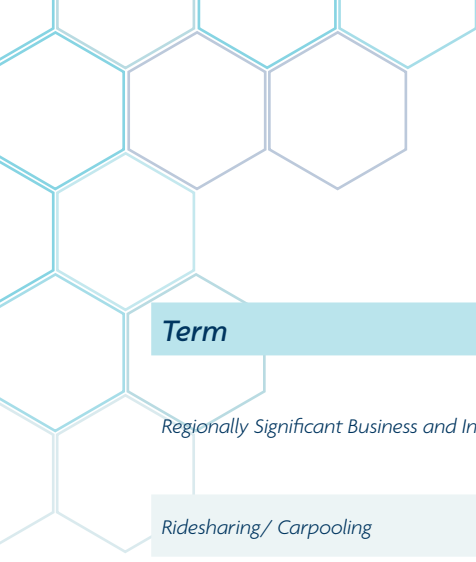 Term
Regionally Significant Business and In
Ridesharing/ Carpooling